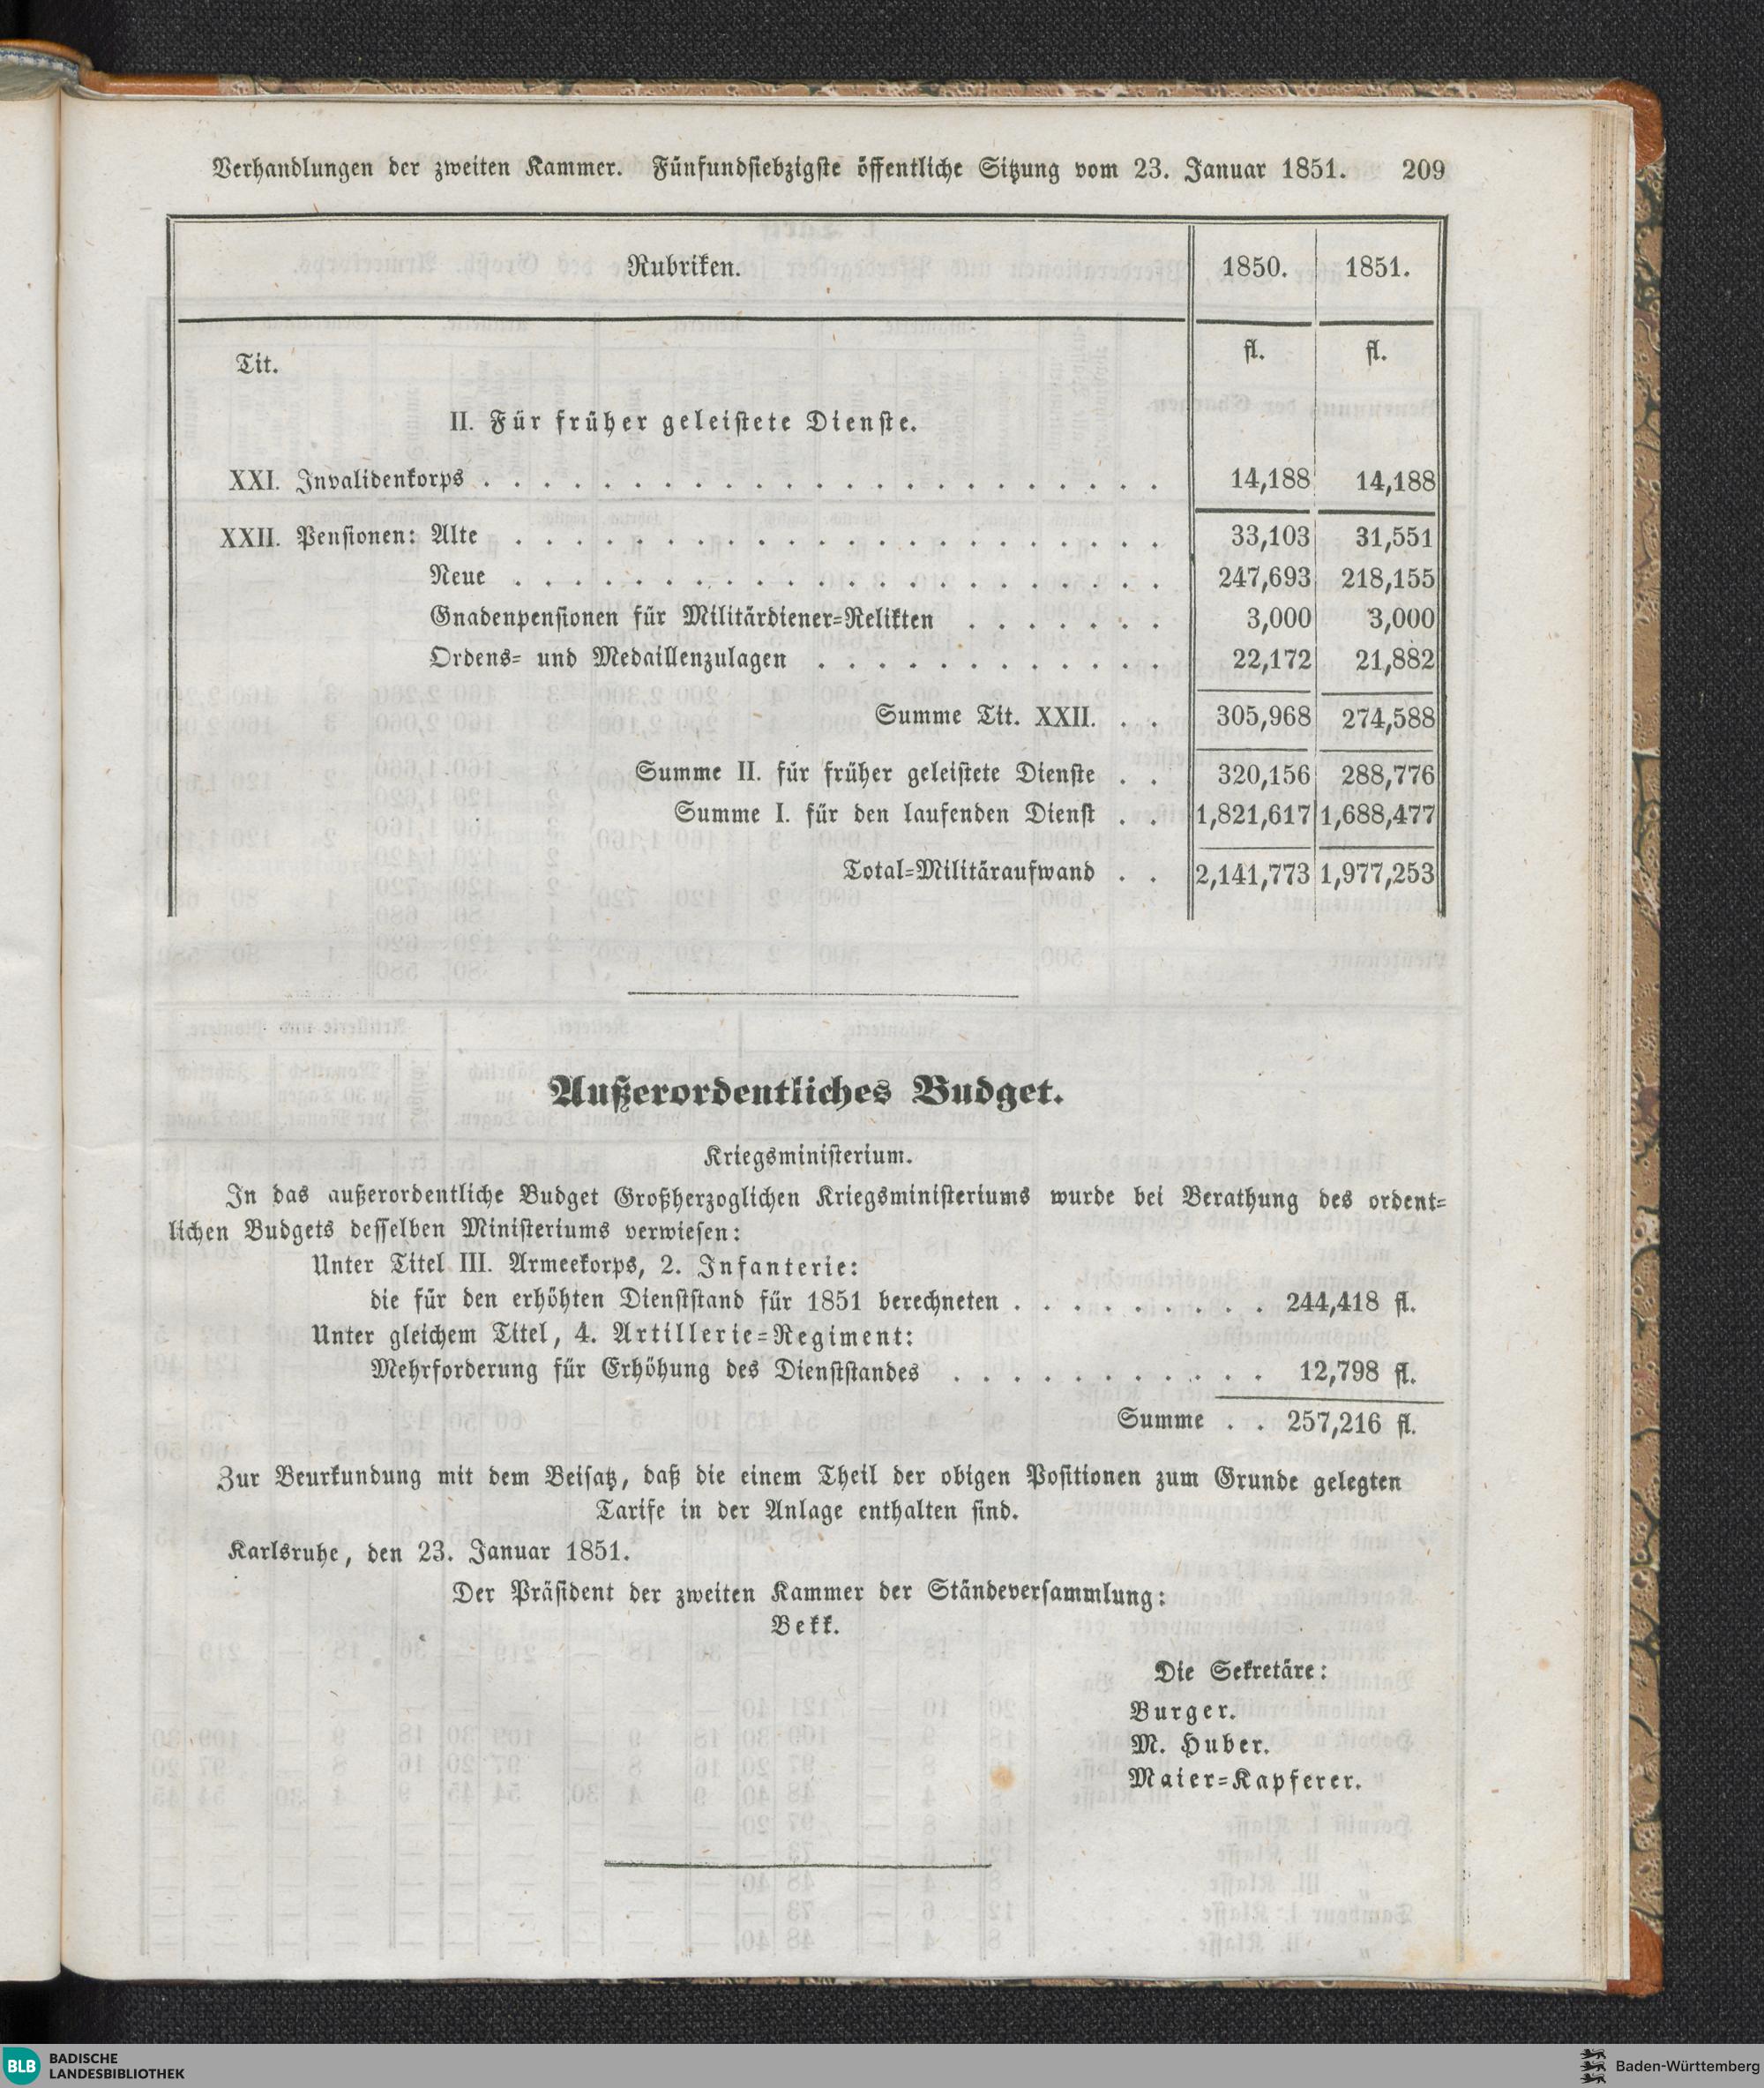 Verhandlungen der zweiten Kammer. Fünfundsiebzigste öffentliche Sitzung vom 23. Januar 1851. 209
Rubriken. 1850. 1851.
Tit. fl. fl.
II. Für früher geleistete Dienste.
XXI. Invalidenkorps . . . . . . . . . . . . . . . . . . . . . . . 14,188 14,188
XXII. Pensionen: Alte . . . . . . . . . . . . . . . . . . . . . . 33,103 31,551
Neue . . . . . . . . . . . . . . . . . . . . . . 247,693 218,155
Gnadenpensionen für Militärdiener=Relikten . . . . . . . 3,000 3,000
Ordens= und Medaillenzulagen . . . . . . . . . . . . 22,172 21,882
Summe Tit. XXII. . . 305,968 274,588
Summe II. für früher geleistete Dienste . . 320,156 288,776
Summe I. für den laufenden Dienst . . 1,821,617 1,688,477
Total=Militäraufwand . . 2,141,773 1,977,253
Außerordentliches Budget.
Kriegsministerium.
In das außerordentliche Budget Großherzoglichen Kriegsministeriums wurde bei Berathung des ordent=
lichen Budgets desselben Ministeriums verwiesen:
Unter Titel III. Armeekorps, 2. Infanterie:
die für den erhöhten Dienststand für 1851 berechneten . . . . . . . . . 244,418 fl.
Unter gleichem Titel, 4. Artillerie=Regiment:
Mehrforderung für Erhöhung des Dienststandes . . . . . . . . . . . 12,798 fl.
Summe . . 257,216 fl.
Zur Beurkundung mit dem Beisatz, daß die einem Theil der obigen Positionen zum Grunde gelegten
Tarife in der Anlage enthalten sind.
Karlsruhe, den 23. Januar 1851.
Der Präsident der zweiten Kammer der Ständeversammlung:
Bekk.
Die Sekretäre:
Burger.
M. Huber.
Maier=Kapferer.
BLB BADISCHE
LANDESBIBLIOTHEK
Baden-Württemberg